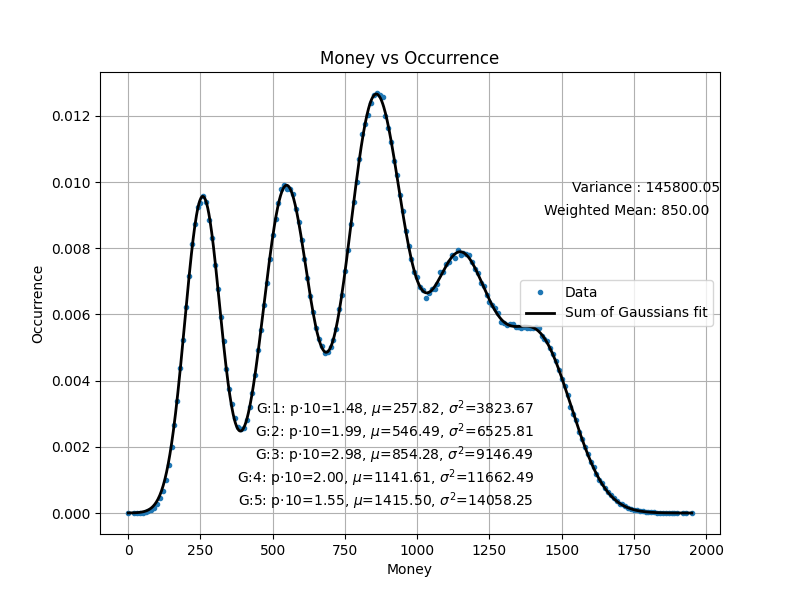 Money vs Occurrence
0.012
0.010
0.008
0.006
0.004
0.002
0.000
Occurrence
Variance : 145800.05
Weighted Mean: 850.00
Data
Sum of Gaussians fit
G:1: p·10=1.48, μ=257.82, σ²=3823.67
G:2: p·10=1.99, μ=546.49, σ²=6525.81
G:3: p·10=2.98, μ=854.28, σ²=9146.49
G:4: p·10=2.00, μ=1141.61, σ²=11662.49
G:5: p·10=1.55, μ=1415.50, σ²=14058.25
0 250 500 750 1000 1250 1500 1750 2000
Money